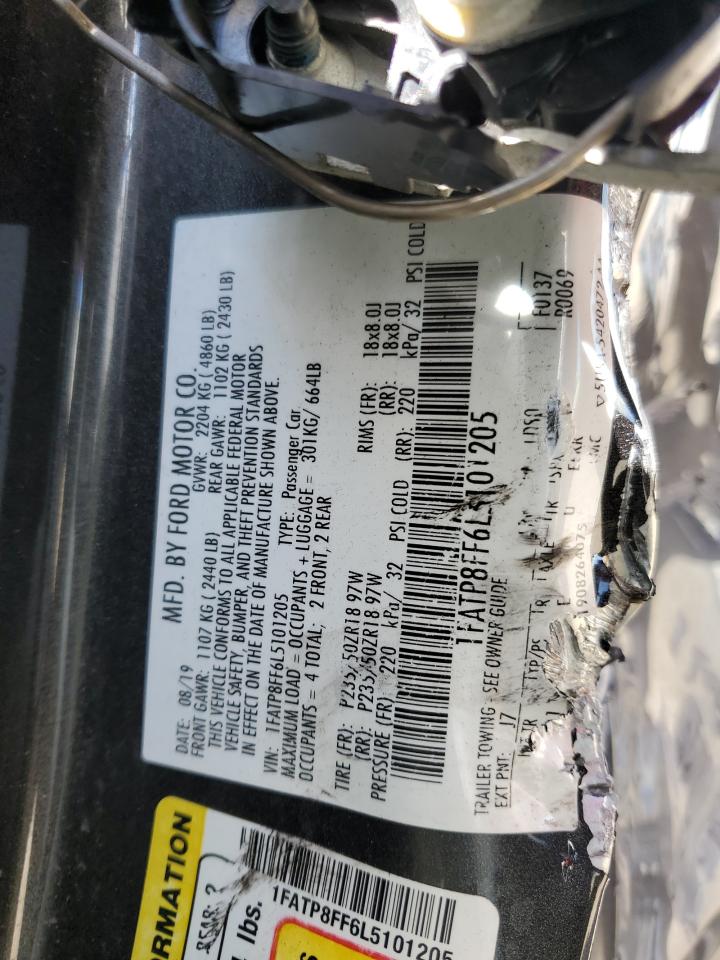 MFD. BY FORD MOTOR CO.
DATE: 08/19 GVWR: 2204 KG ( 4860 LB)
FRONT GAWR: 1107 KG ( 2440 LB) REAR GAWR: 1102 KG ( 2430 LB)
THIS VEHICLE CONFORMS TO ALL APPLICABLE FEDERAL MOTOR
VEHICLE SAFETY, BUMPER, AND THEFT PREVENTION STANDARDS
IN EFFECT ON THE DATE OF MANUFACTURE SHOWN ABOVE.
VIN: 1FATP8FF6L5101205 TYPE: Passenger Car
MAXIMUM LOAD = OCCUPANTS + LUGGAGE = 301KG/ 664LB
OCCUPANTS = 4 TOTAL; 2 FRONT, 2 REAR
TIRE (FR): P235/50ZR18 97W RIMS (FR): 18x8.0J
(RR): P235/50ZR18 97W (RR): 18x8.0J
PRESSURE (FR): 220 kPa/ 32 PSI COLD (RR): 220 kPa/ 32 PSI COLD
1FATP8FF6L5101205
TRAILER TOWING - SEE OWNER GUIDE
EXT PNT: J7 F0137
R0069
1908264075
RMATION
lbs.
1FATP8FF6L5101205